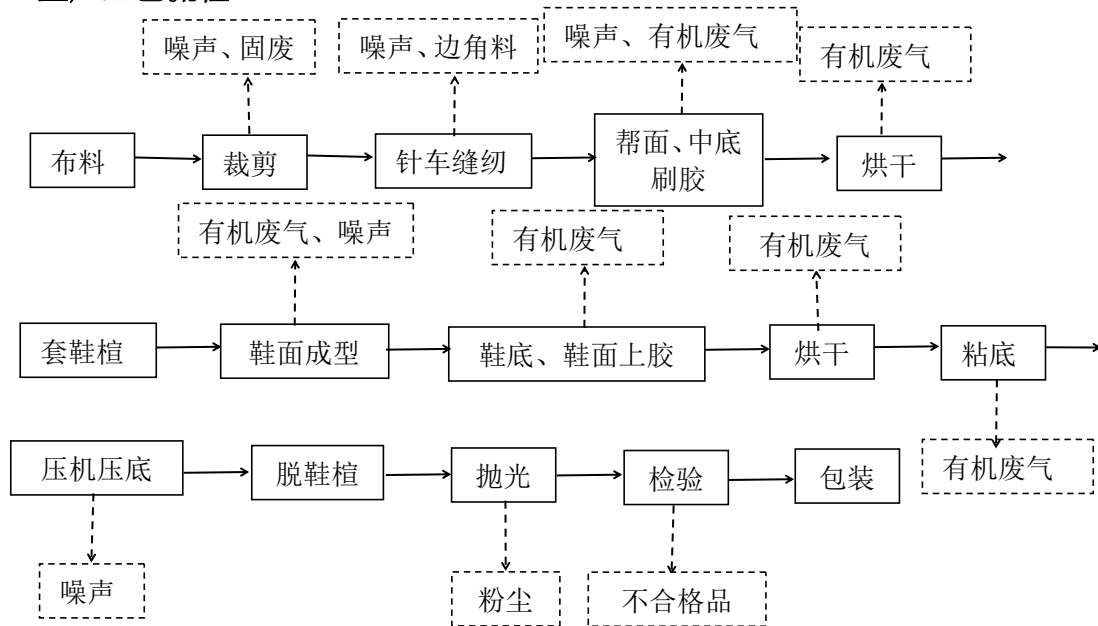 噪声、固废
噪声、边角料
噪声、有机废气
有机废气
布料
裁剪
针车缝纫
帮面、中底
刷胶
烘干
有机废气、噪声
有机废气
有机废气
套鞋楦
鞋面成型
鞋底、鞋面上胶
烘干
粘底
压机压底
脱鞋楦
抛光
检验
包装
有机废气
噪声
粉尘
不合格品